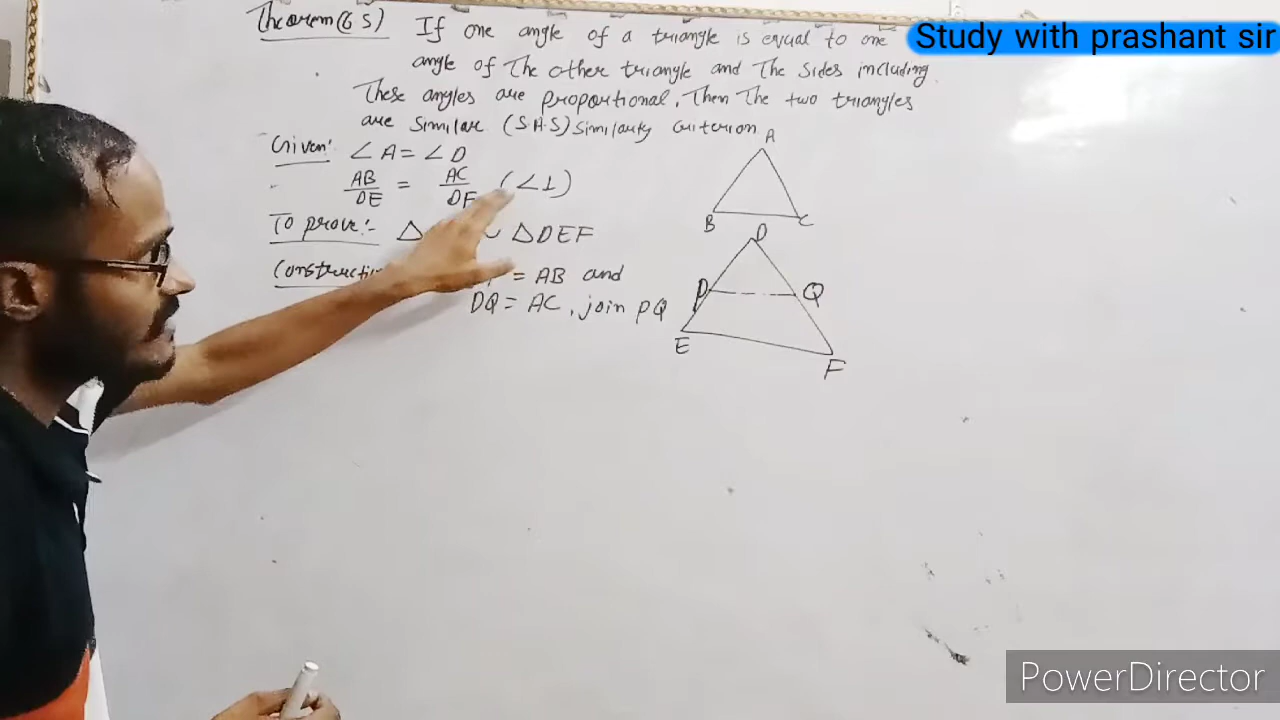 Study with prashant sir
Theorem (6 5) If one angle of a triangle is equal to one
angle of The other triangle and The sides including
These angles are proportional, Then The two triangles
are similar (S A S) Similarity Criterion
Given: ∠A = ∠D
AB/DE = AC/DF (∠1)
To prove:- △ ∼ △DEF
Construction = AB and
DQ = AC, join PQ
A
B C
D
P Q
E
F
PowerDirector